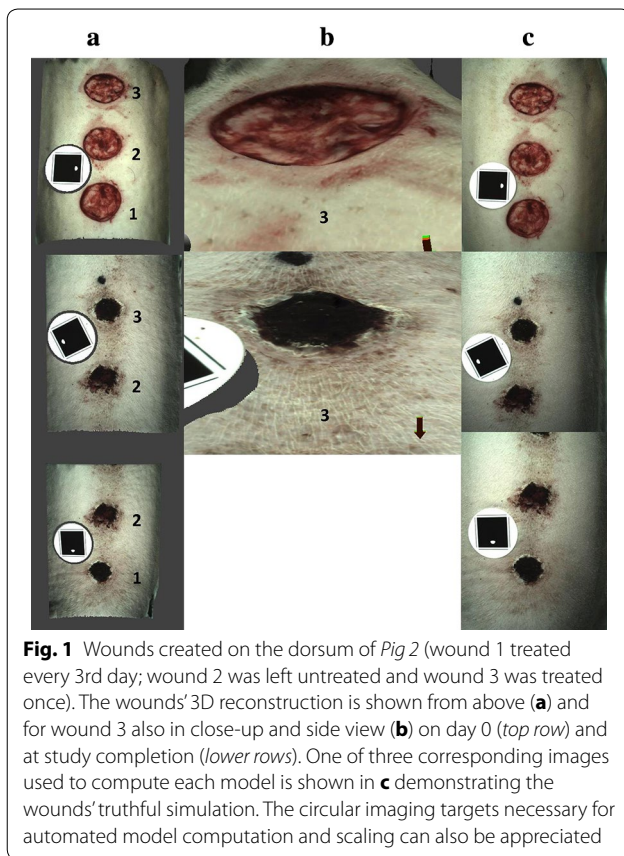 a b c
3
2
1
3
3
2
3
2
1
Fig. 1 Wounds created on the dorsum of Pig 2 (wound 1 treated
every 3rd day; wound 2 was left untreated and wound 3 was treated
once). The wounds’ 3D reconstruction is shown from above (a) and
for wound 3 also in close-up and side view (b) on day 0 (top row) and
at study completion (lower rows). One of three corresponding images
used to compute each model is shown in c demonstrating the
wounds’ truthful simulation. The circular imaging targets necessary for
automated model computation and scaling can also be appreciated